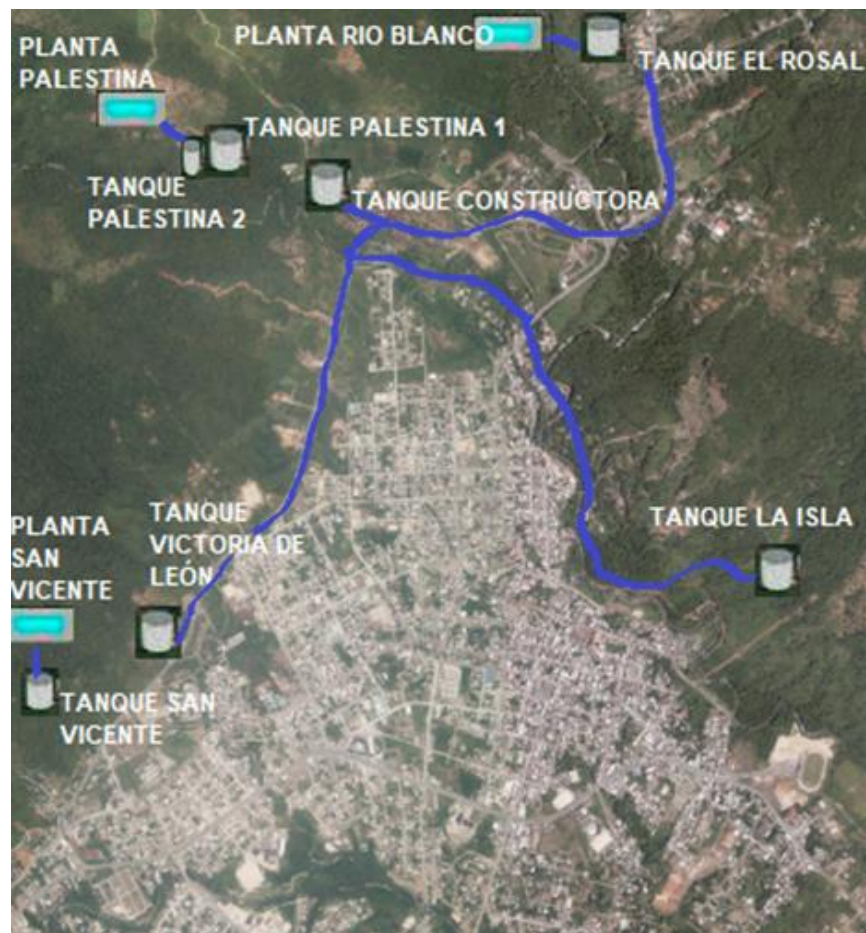 PLANTA RIO BLANCO
TANQUE EL ROSAL
PLANTA
PALESTINA
TANQUE PALESTINA 1
TANQUE
PALESTINA 2
TANQUE CONSTRUCTORA
TANQUE
VICTORIA DE
LEÓN
TANQUE LA ISLA
PLANTA
SAN
VICENTE
TANQUE SAN
VICENTE